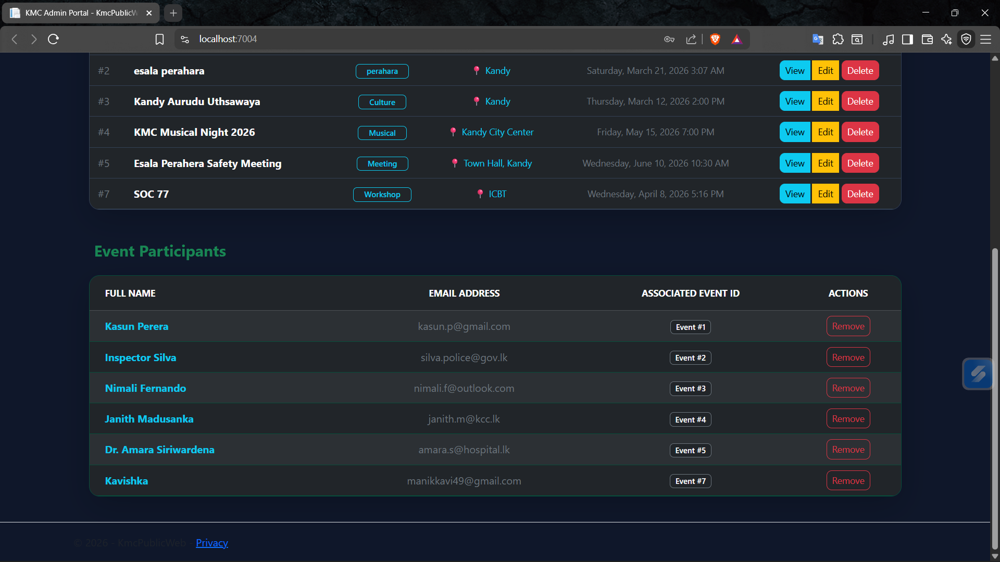 KMC Admin Portal - KmcPublicW
localhost:7004
#2 esala perahara perahara Kandy Saturday, March 21, 2026 3:07 AM View Edit Delete
#3 Kandy Aurudu Uthsawaya Culture Kandy Thursday, March 12, 2026 2:00 PM View Edit Delete
#4 KMC Musical Night 2026 Musical Kandy City Center Friday, May 15, 2026 7:00 PM View Edit Delete
#5 Esala Perahera Safety Meeting Meeting Town Hall, Kandy Wednesday, June 10, 2026 10:30 AM View Edit Delete
#7 SOC 77 Workshop ICBT Wednesday, April 8, 2026 5:16 PM View Edit Delete
Event Participants
FULL NAME EMAIL ADDRESS ASSOCIATED EVENT ID ACTIONS
Kasun Perera kasun.p@gmail.com Event #1 Remove
Inspector Silva silva.police@gov.lk Event #2 Remove
Nimali Fernando nimali.f@outlook.com Event #3 Remove
Janith Madusanka janith.m@kcc.lk Event #4 Remove
Dr. Amara Siriwardena amara.s@hospital.lk Event #5 Remove
Kavishka manikkavi49@gmail.com Event #7 Remove
© 2026 - KmcPublicWeb - Privacy